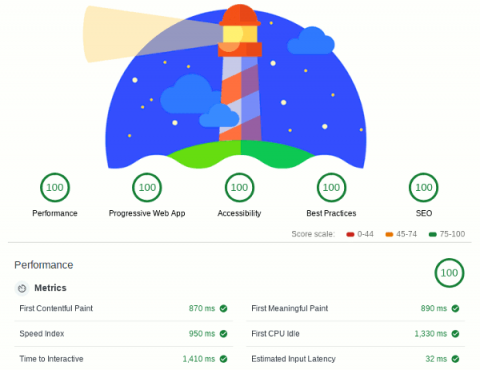 100 100 100 100 100
Performance Progressive Web App Accessibility Best Practices SEO
Score scale: 0-44 45-74 75-100
Performance 100
Metrics
First Contentful Paint 870 ms First Meaningful Paint 890 ms
Speed Index 950 ms First CPU Idle 1,330 ms
Time to Interactive 1,410 ms Estimated Input Latency 32 ms